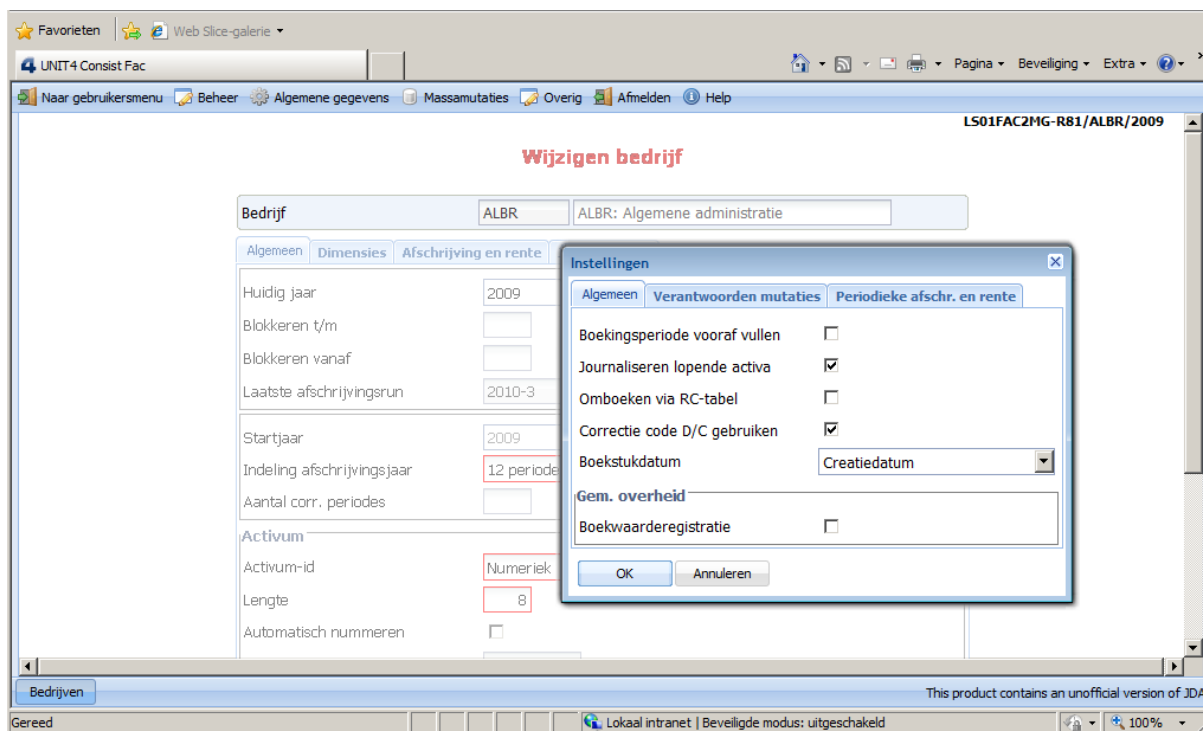 Favorieten Web Slice-galerie
UNIT4 Consist Fac Pagina Beveiliging Extra
Naar gebruikersmenu Beheer Algemene gegevens Massamutaties Overig Afmelden Help
LS01FAC2MG-R81/ALBR/2009
Wijzigen bedrijf
Bedrijf ALBR ALBR: Algemene administratie
Algemeen Dimensies Afschrijving en rente
Huidig jaar 2009
Blokkeren t/m
Blokkeren vanaf
Laatste afschrijvingsrun 2010-3
Startjaar 2009
Indeling afschrijvingsjaar 12 periode
Aantal corr. periodes
Activum
Activum-id Numeriek
Lengte 8
Automatisch nummeren
Instellingen
Algemeen Verantwoorden mutaties Periodieke afschr. en rente
Boekingsperiode vooraf vullen
Journaliseren lopende activa
Omboeken via RC-tabel
Correctie code D/C gebruiken
Boekstukdatum Creatiedatum
Gem. overheid
Boekwaarderegistratie
OK Annuleren
Bedrijven This product contains an unofficial version of JDA
Gereed Lokaal intranet | Beveiligde modus: uitgeschakeld 100%